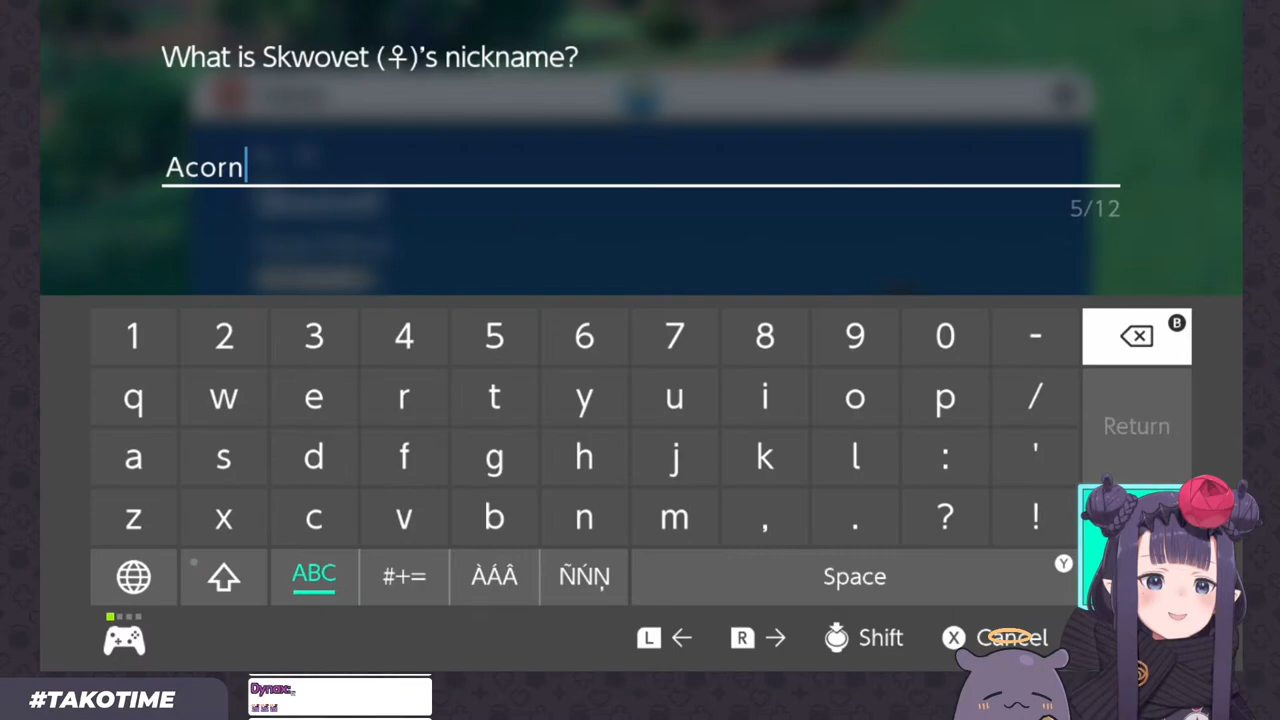 What is Skwovet (♀)'s nickname?
Acorn
5/12
1 2 3 4 5 6 7 8 9 0 -
B
q w e r t y u i o p /
Return
a s d f g h j k l : '
z x c v b n m , . ? !
ABC #+= ÀÁÂ ÑŃŅ Space
Y
L ← R → Shift X Cancel
#TAKOTIME
Dynax: